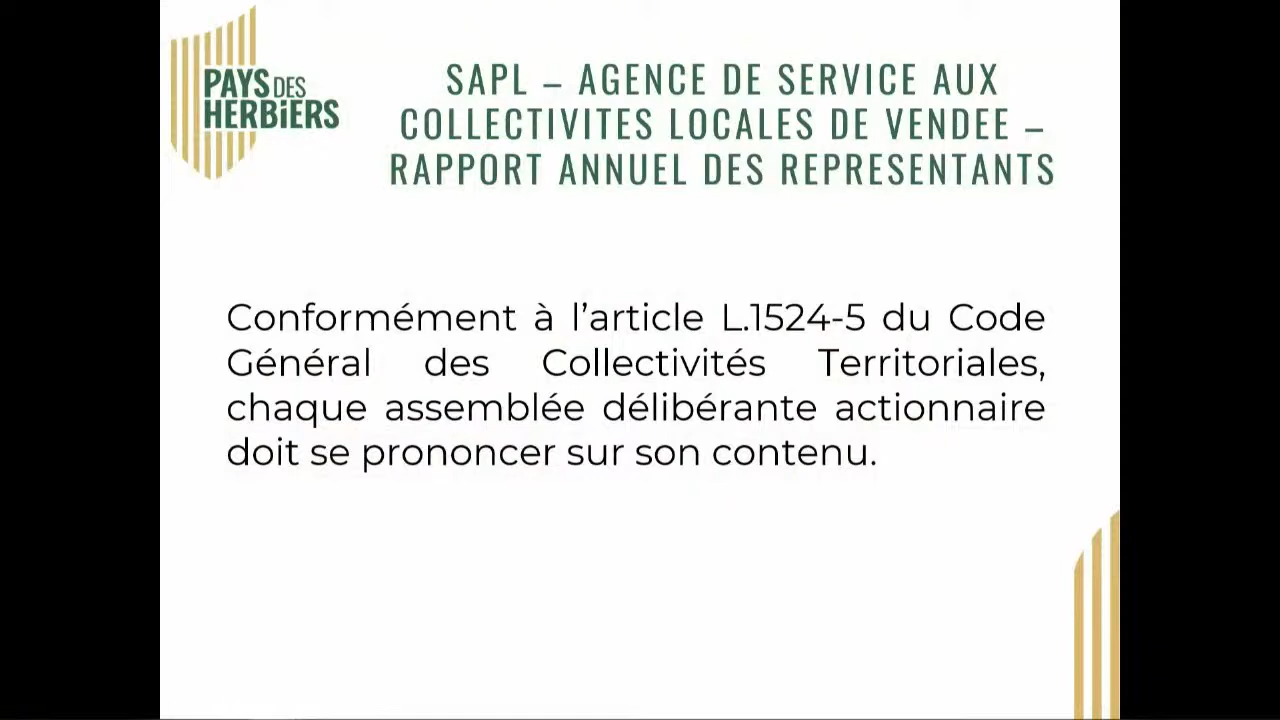 PAYS DES
HERBiERS
SAPL – AGENCE DE SERVICE AUX
COLLECTIVITES LOCALES DE VENDEE –
RAPPORT ANNUEL DES REPRESENTANTS
Conformément à l’article L.1524-5 du Code
Général des Collectivités Territoriales,
chaque assemblée délibérante actionnaire
doit se prononcer sur son contenu.